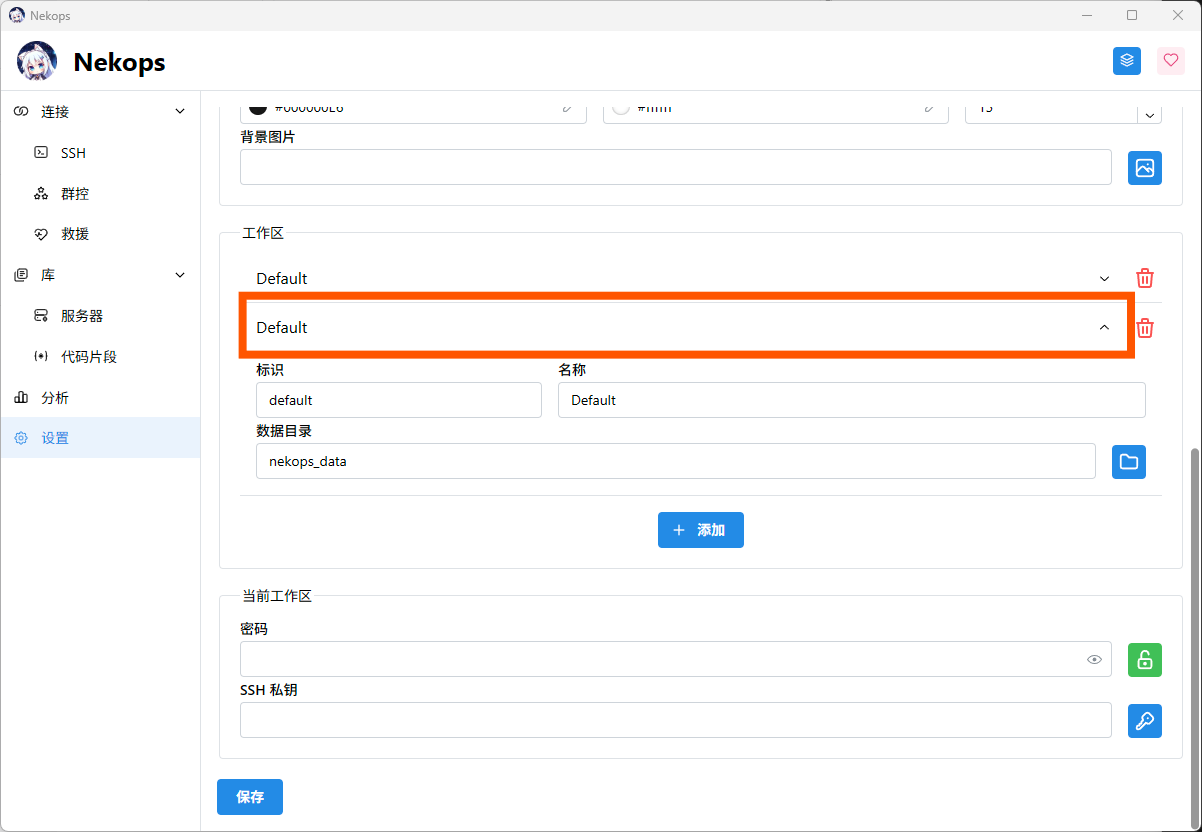 Nekops
Nekops
连接
SSH
群控
救援
库
服务器
代码片段
分析
设置
#000000E6
背景图片
工作区
Default
Default
标识
名称
default
Default
数据目录
nekops_data
添加
当前工作区
密码
SSH 私钥
保存